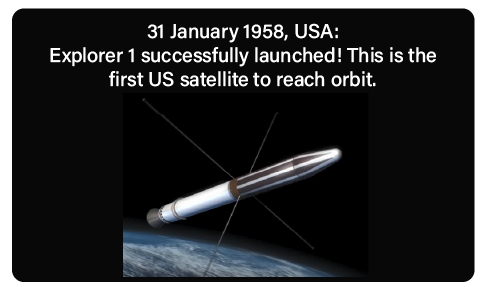 31 January 1958, USA:
Explorer 1 successfully launched! This is the
first US satellite to reach orbit.